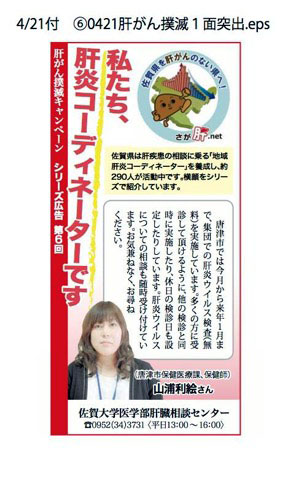 4/21付　⑥0421肝がん撲滅１面突出.eps
肝がん撲滅キャンペーン　シリーズ広告　第6回
私たち、
肝炎コーディネーターです
佐賀県を肝がんのない県へ!
さが肝.net
佐賀県は肝疾患の相談に乗る「地域
肝炎コーディネーター」を養成し、約
290人が活動中です。横顔をシリー
ズで紹介しています。
唐津市では今月から来年1月ま
で、集団での肝炎ウイルス検査(無
料)を実施しています。多くの方に受
診して頂けるように、他の検診と同
時に実施したり、休日の検診日も設
定したりしています。肝炎ウイルス
についての相談も随時受け付けてい
ます。お気兼ねなく、お尋ね
ください。
(唐津市保健医療課、保健師)
山浦利絵さん
佐賀大学医学部肝臓相談センター
☎0952(34)3731〈平日13:00〜16:00〉